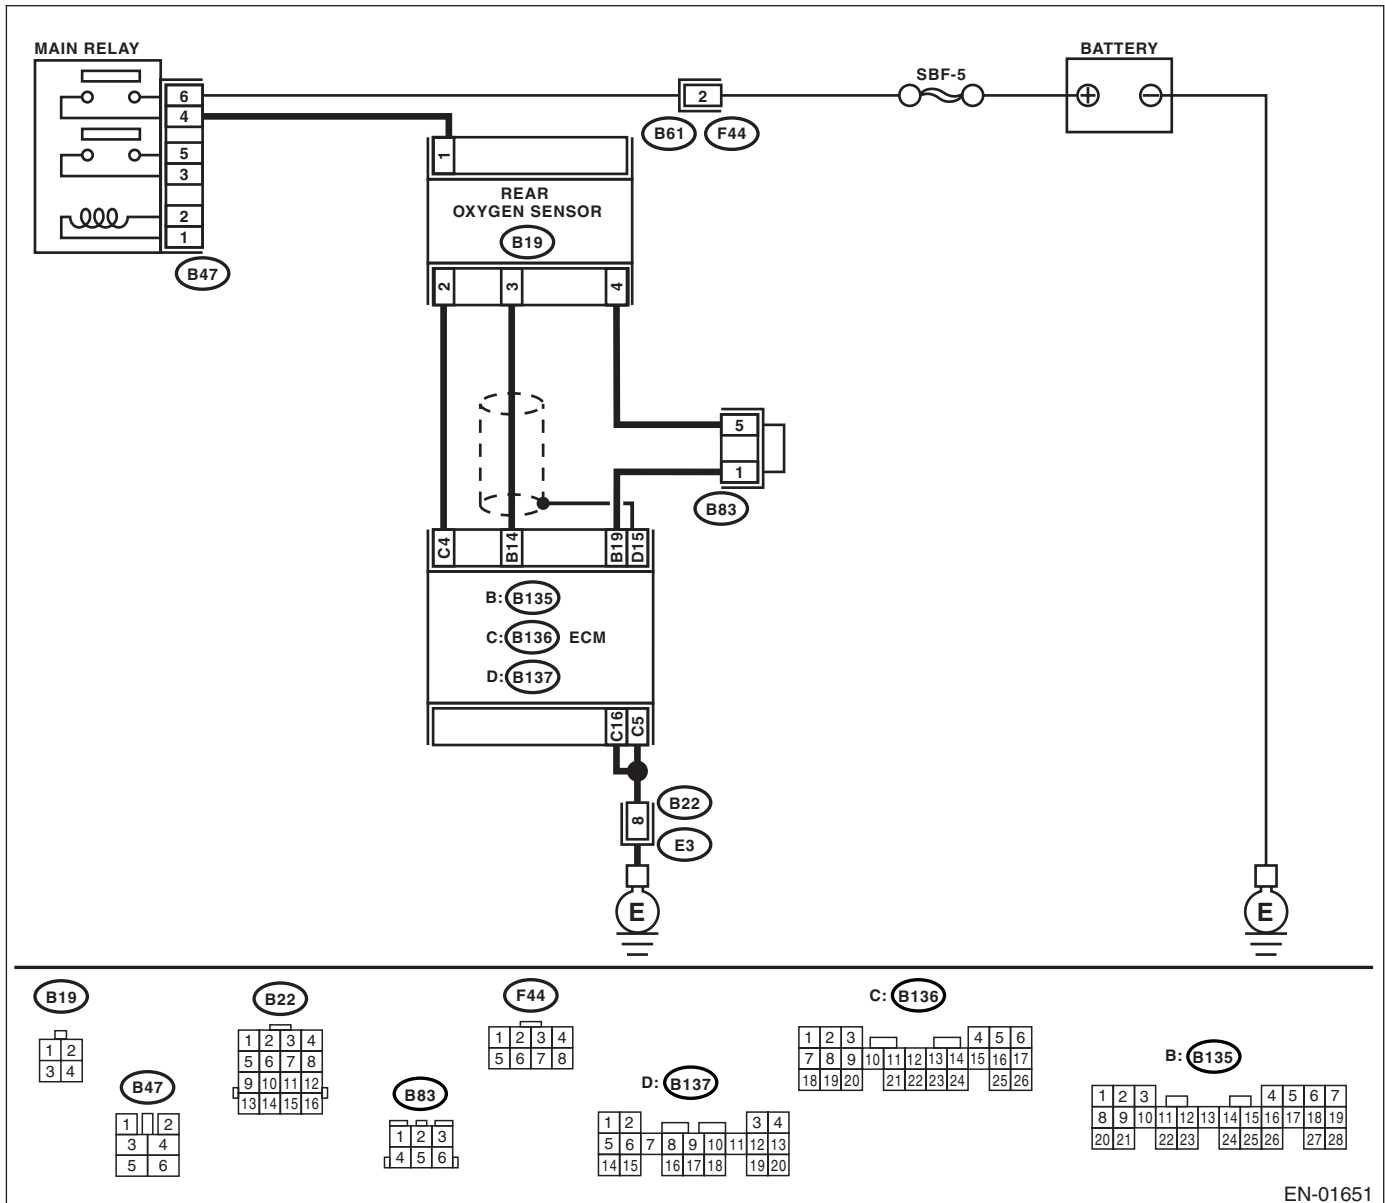 MAIN RELAY
BATTERY
SBF-5
6
4
5
3
2
1
B47
2
B61
F44
+
−
1
REAR
OXYGEN SENSOR
B19
2
3
4
5
1
B83
C4
B14
B19
D15
B: B135
C: B136 ECM
D: B137
C16
C5
8
B22
E3
E
E
B19
1 2
3 4
B47
1 2
3 4
5 6
B22
1 2 3 4
5 6 7 8
9 10 11 12
13 14 15 16
B83
1 2 3
4 5 6
F44
1 2 3 4
5 6 7 8
D: B137
1 2 3 4
5 6 7 8 9 10 11 12 13
14 15 16 17 18 19 20
C: B136
1 2 3 4 5 6
7 8 9 10 11 12 13 14 15 16 17
18 19 20 21 22 23 24 25 26
B: B135
1 2 3 4 5 6 7
8 9 10 11 12 13 14 15 16 17 18 19
20 21 22 23 24 25 26 27 28
EN-01651